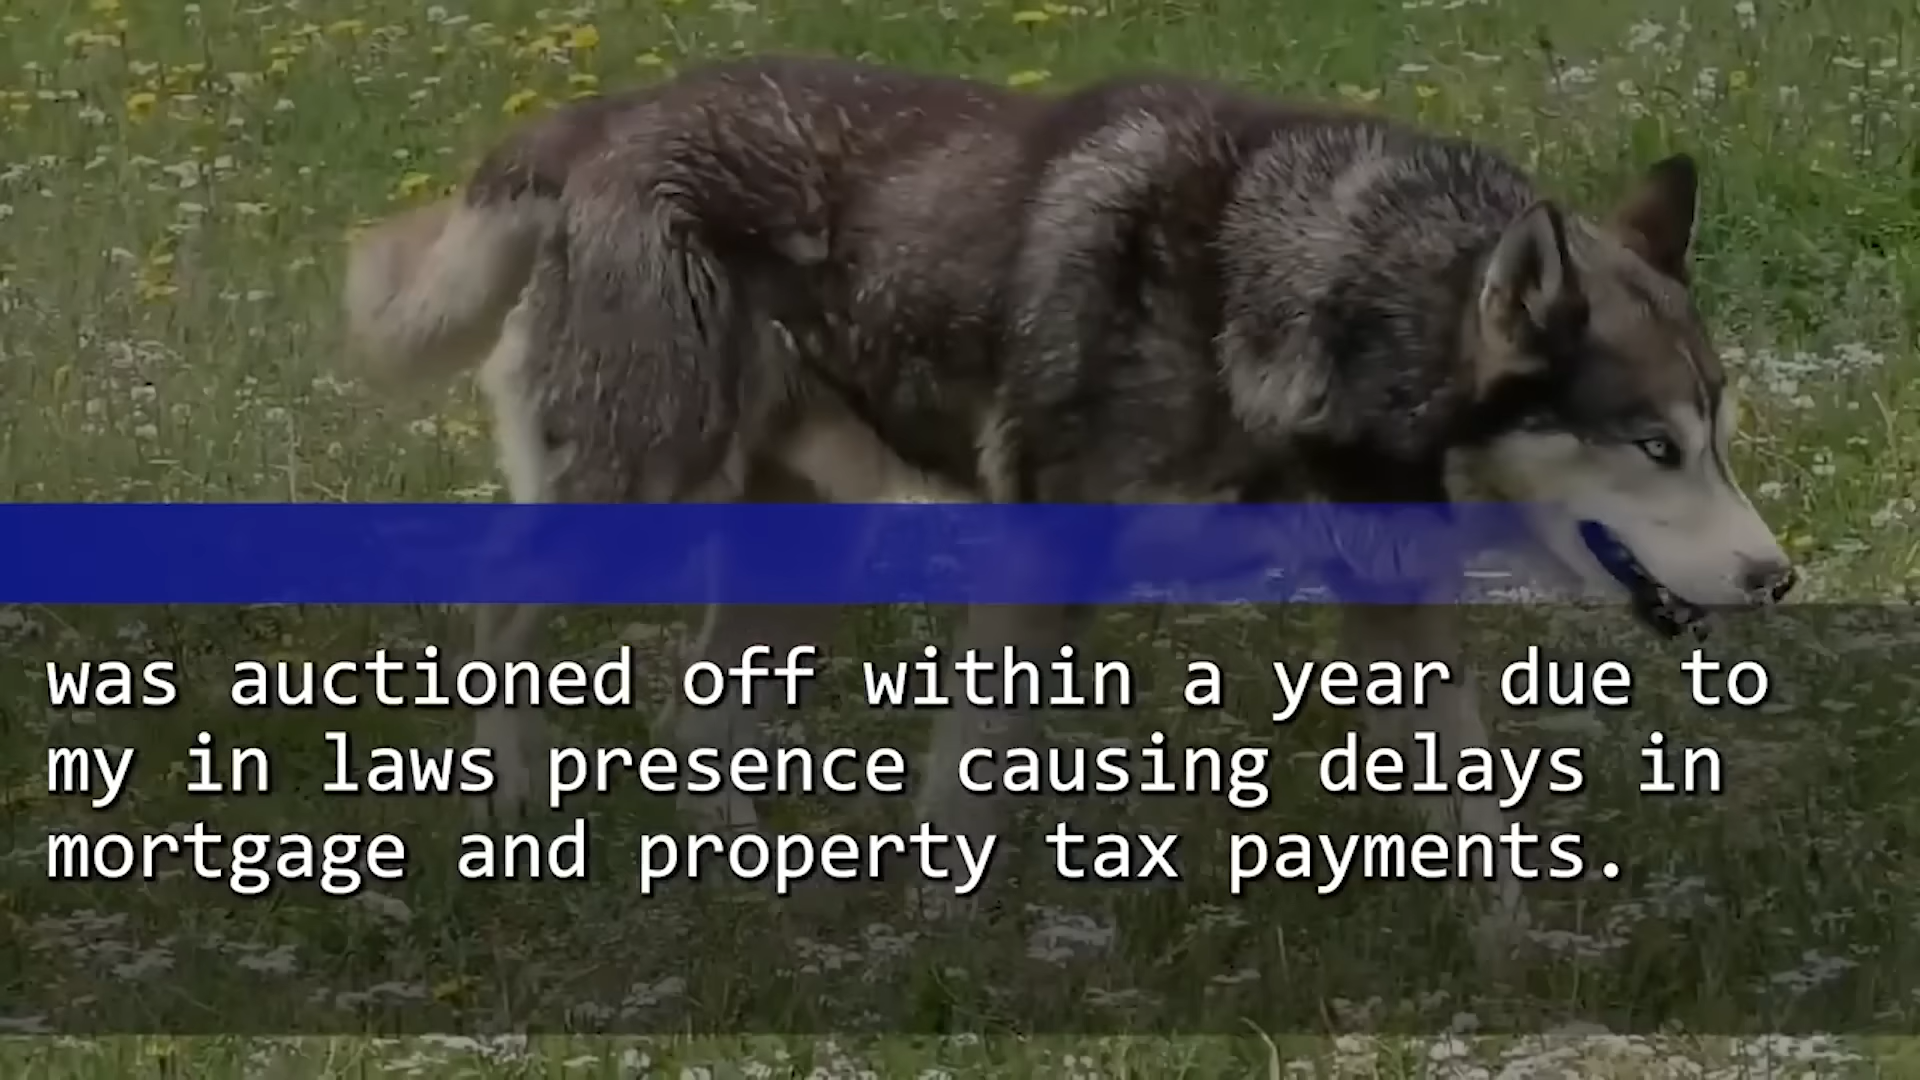 was auctioned off within a year due to
my in laws presence causing delays in
mortgage and property tax payments.